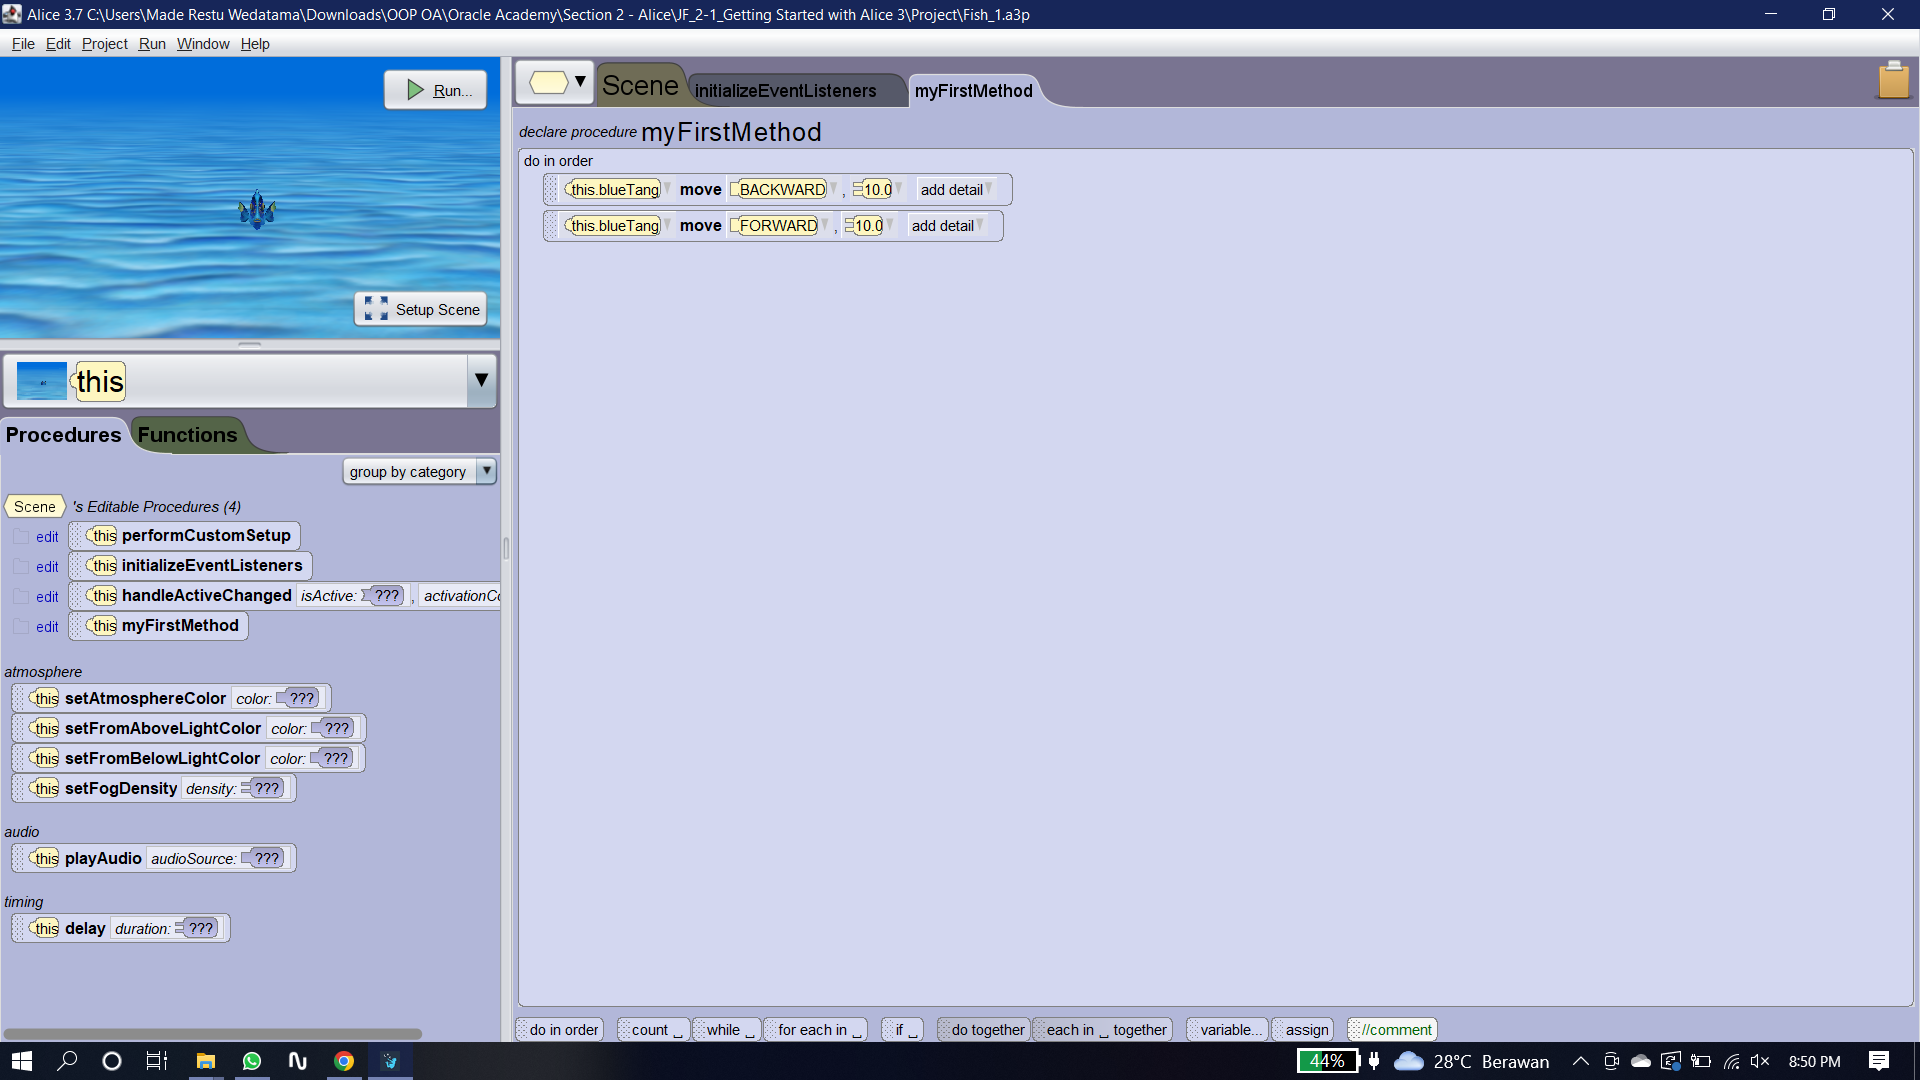 Alice 3.7 C:\Users\Made Restu Wedatama\Downloads\OOP OA\Oracle Academy\Section 2 - Alice\JF_2-1_Getting Started with Alice 3\Project\Fish_1.a3p
File Edit Project Run Window Help
Run...
Setup Scene
this
Procedures Functions
group by category
Scene 's Editable Procedures (4)
edit this performCustomSetup
edit this initializeEventListeners
edit this handleActiveChanged isActive: ??? , activationCo
edit this myFirstMethod
atmosphere
this setAtmosphereColor color: ???
this setFromAboveLightColor color: ???
this setFromBelowLightColor color: ???
this setFogDensity density: ???
audio
this playAudio audioSource: ???
timing
this delay duration: ???
Scene initializeEventListeners myFirstMethod
declare procedure myFirstMethod
do in order
this.blueTang move BACKWARD , 10.0 add detail
this.blueTang move FORWARD , 10.0 add detail
do in order count _ while _ for each in _ if _ do together each in _ together variable... assign //comment
44% 28°C Berawan 8:50 PM